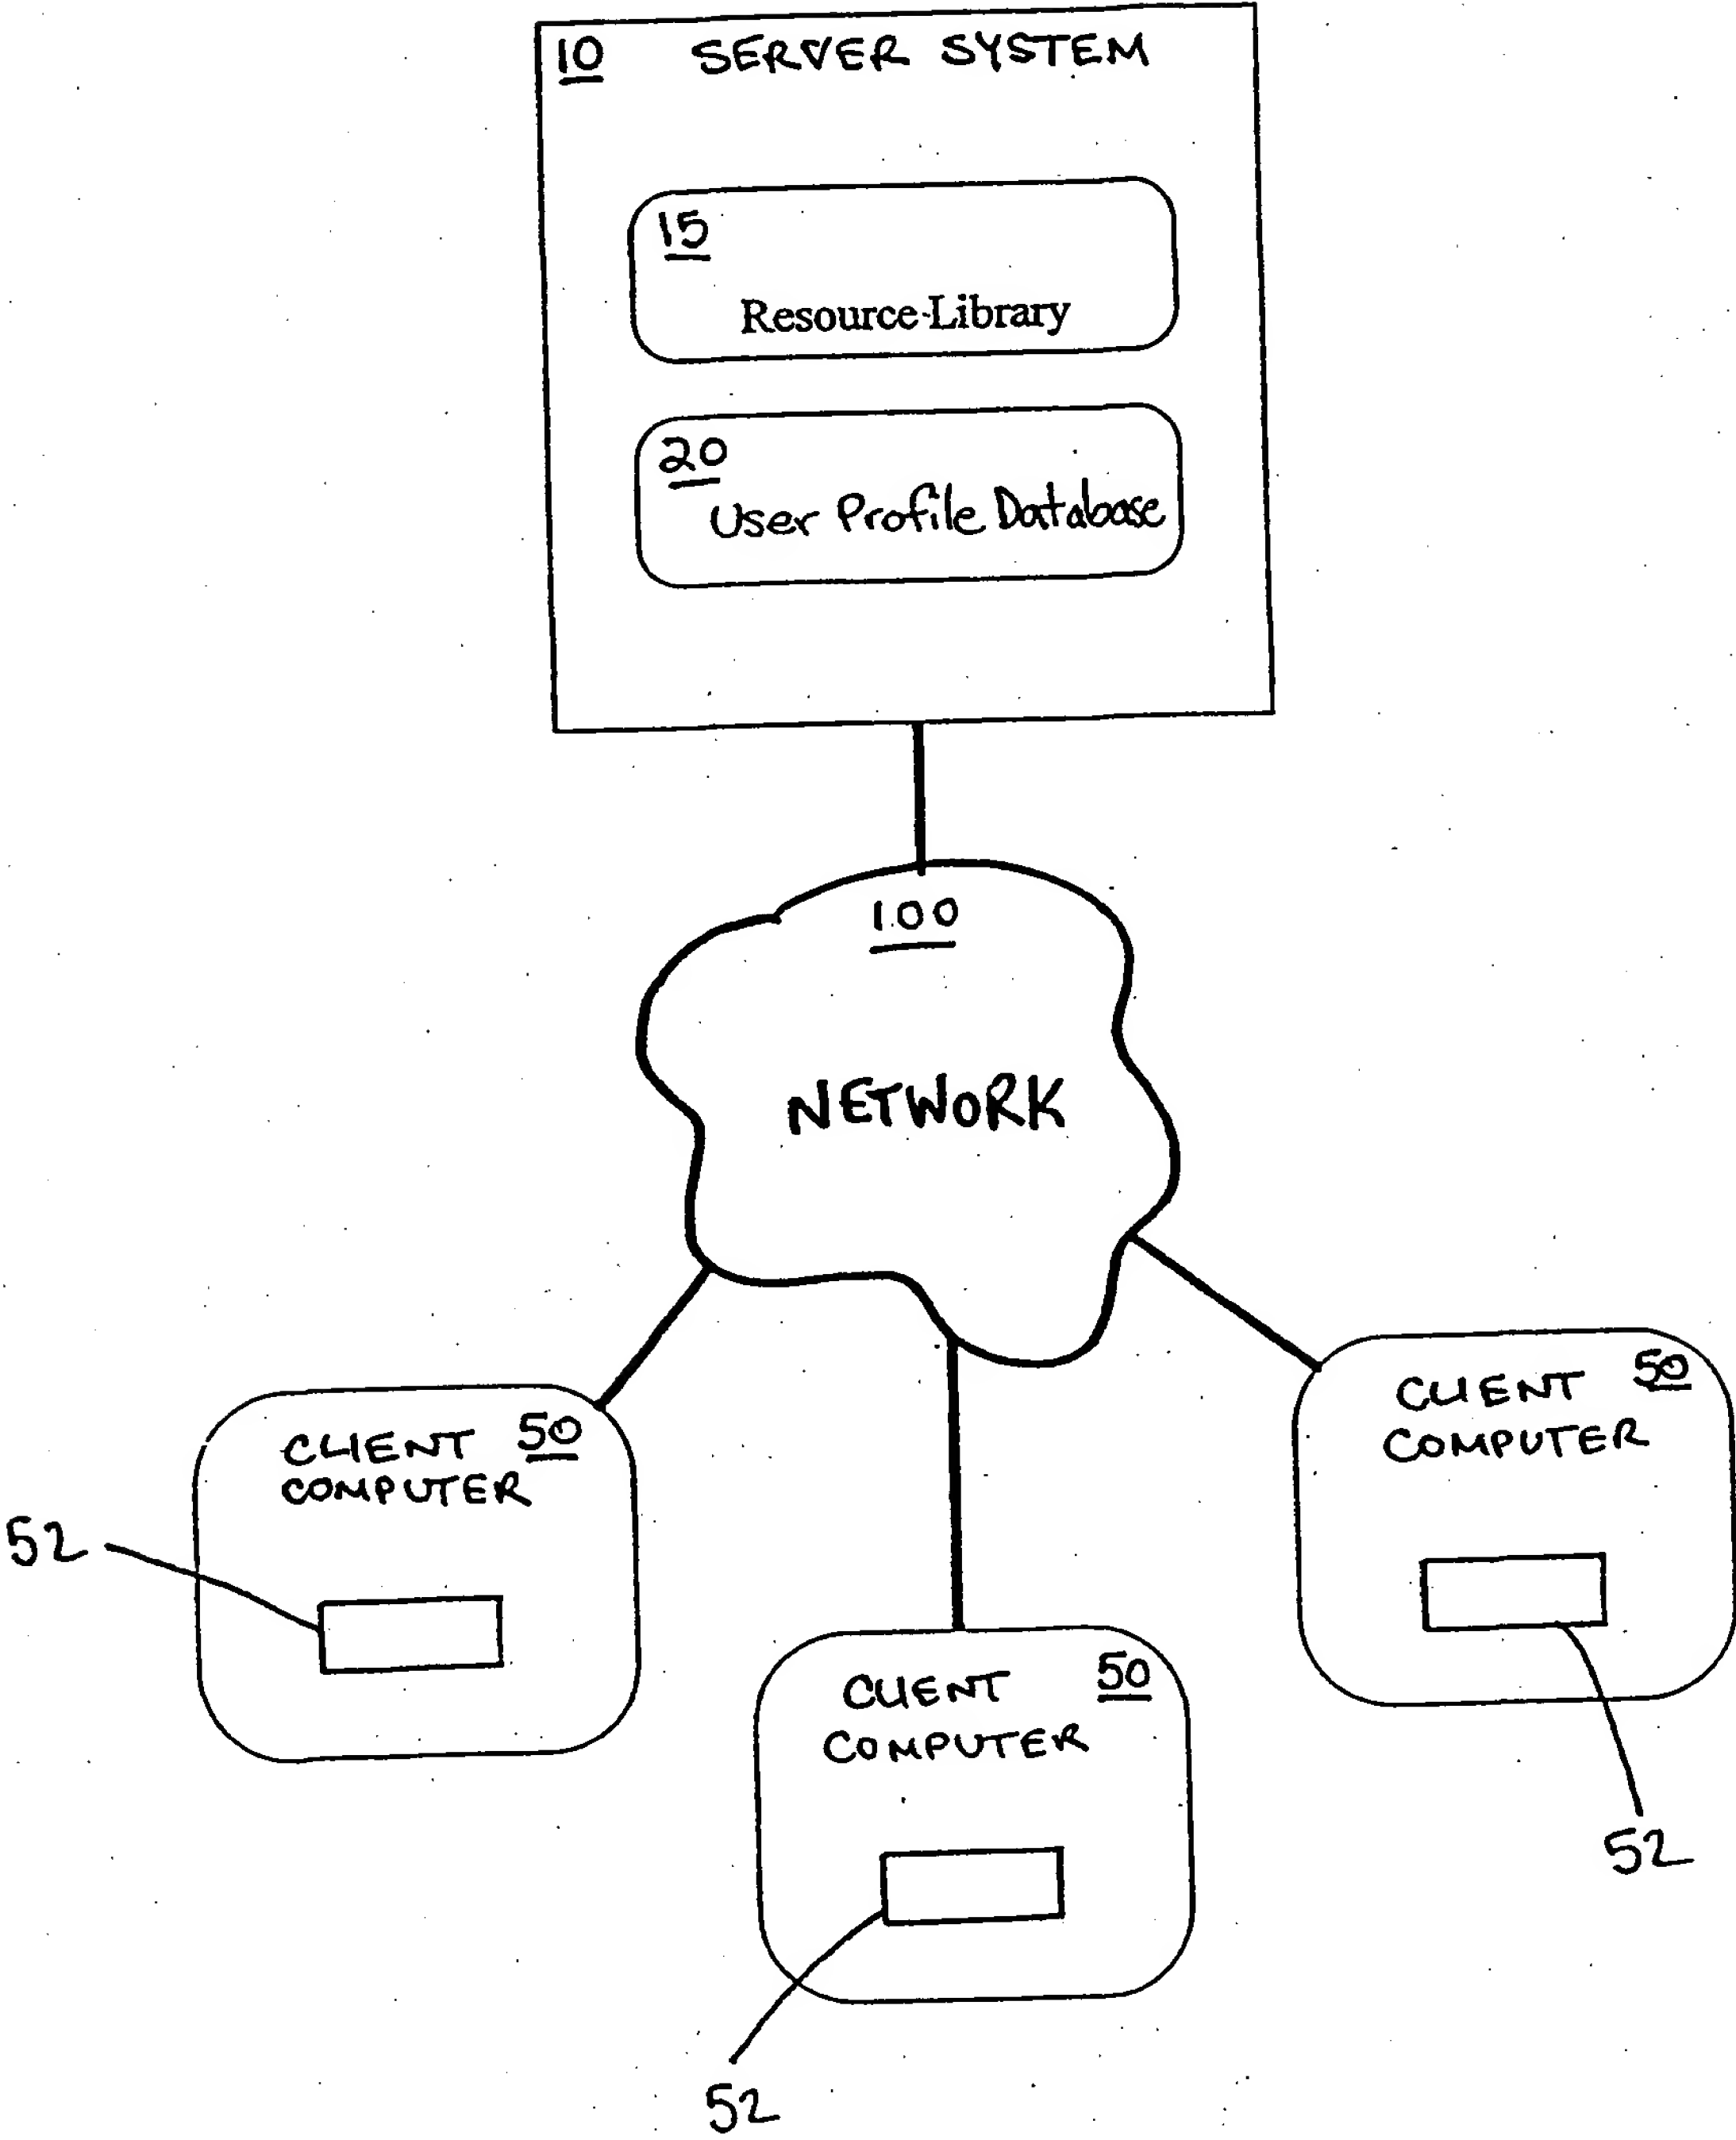 10 SERVER SYSTEM
15
Resource Library
20
User Profile Database
100
NETWORK
CLIENT 50
COMPUTER
52
CLIENT 50
COMPUTER
52
CLIENT 50
COMPUTER
52